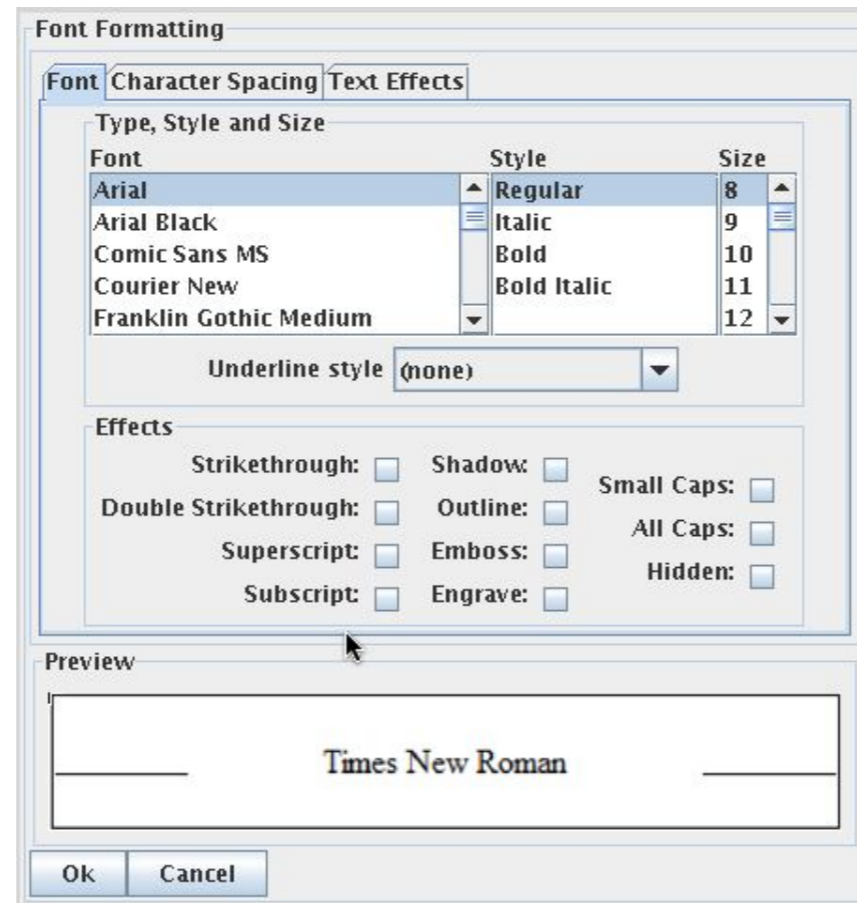 Font Formatting
Font Character Spacing Text Effects
Type, Style and Size
Font Style Size
Arial Regular 8
Arial Black Italic 9
Comic Sans MS Bold 10
Courier New Bold Italic 11
Franklin Gothic Medium 12
Underline style (none)
Effects
Strikethrough: Shadow: Small Caps:
Double Strikethrough: Outline: All Caps:
Superscript: Emboss: Hidden:
Subscript: Engrave:
Preview
Times New Roman
Ok Cancel